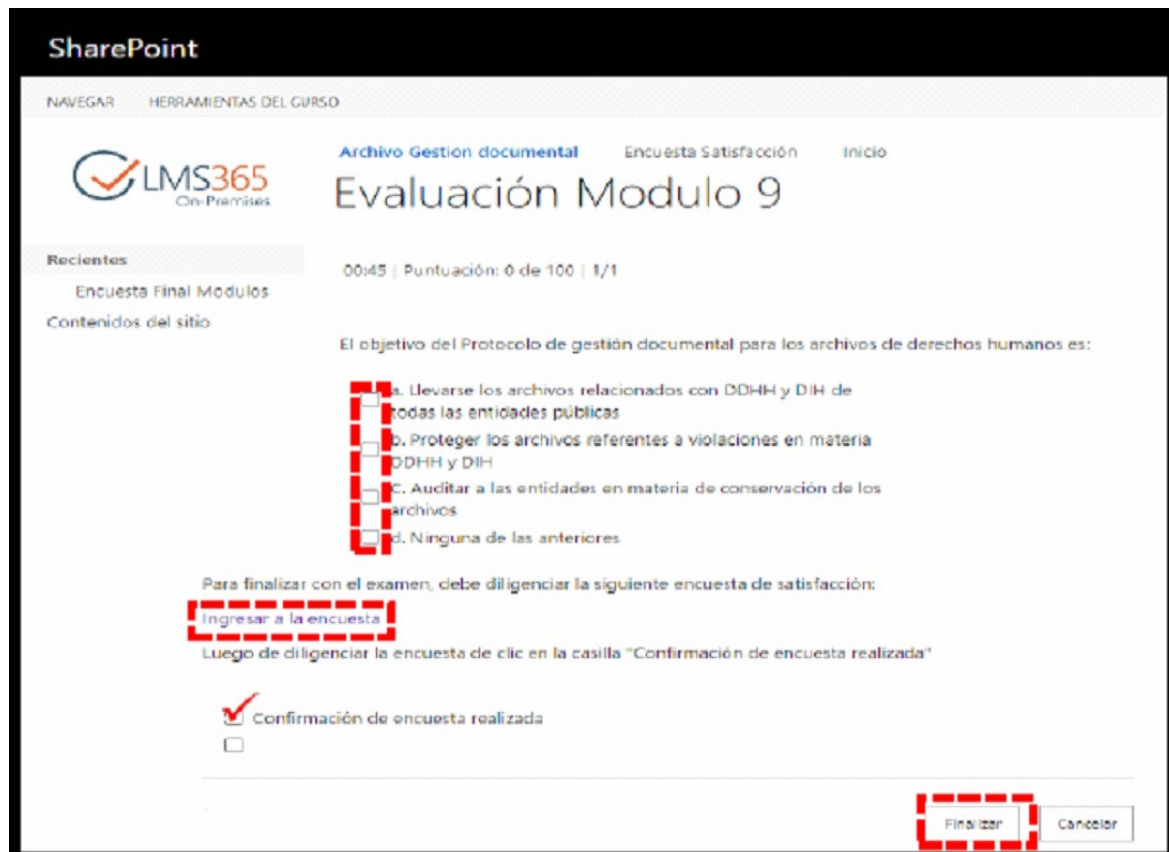 SharePoint
NAVEGAR HERRAMIENTAS DEL CURSO
LMS365
On-Premises
Archivo Gestion documental Encuesta Satisfacción Inicio
Evaluación Modulo 9
Recientes
Encuesta Final Modulos
Contenidos del sitio
00:45 | Puntuación: 0 de 100 | 1/1
El objetivo del Protocolo de gestión documental para los archivos de derechos humanos es:
a. Llevarse los archivos relacionados con DDHH y DIH de
todas las entidades públicas
b. Proteger los archivos referentes a violaciones en materia
DDHH y DIH
C. Auditar a las entidades en materia de conservación de los
archivos
d. Ninguna de las anteriores
Para finalizar con el examen, debe diligenciar la siguiente encuesta de satisfacción:
Ingresar a la encuesta
Luego de diligenciar la encuesta de clic en la casilla "Confirmación de encuesta realizada"
Confirmación de encuesta realizada
Finalizar Cancelar